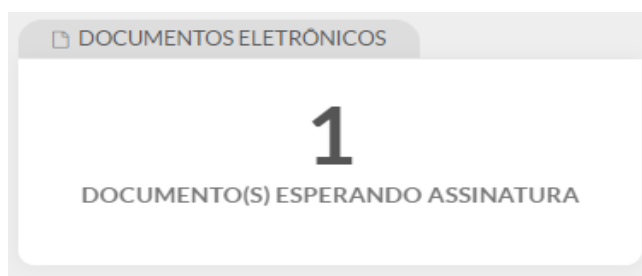 DOCUMENTOS ELETRÔNICOS
1
DOCUMENTO(S) ESPERANDO ASSINATURA